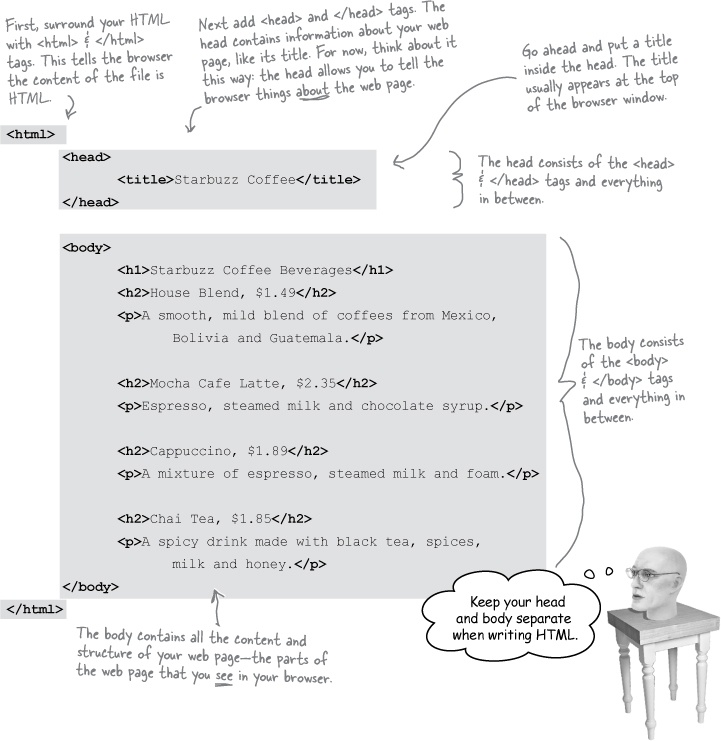 First, surround your HTML
with <html> & </html>
tags. This tells the browser
the content of the file is
HTML.
Next add <head> and </head> tags. The
head contains information about your web
page, like its title. For now, think about it
this way: the head allows you to tell the
browser things about the web page.
Go ahead and put a title
inside the head. The title
usually appears at the top
of the browser window.
<html>
<head>
<title>Starbuzz Coffee</title>
</head>
The head consists of the <head>
& </head> tags and everything
in between.
<body>
<h1>Starbuzz Coffee Beverages</h1>
<h2>House Blend, $1.49</h2>
<p>A smooth, mild blend of coffees from Mexico,
Bolivia and Guatemala.</p>
<h2>Mocha Cafe Latte, $2.35</h2>
<p>Espresso, steamed milk and chocolate syrup.</p>
<h2>Cappuccino, $1.89</h2>
<p>A mixture of espresso, steamed milk and foam.</p>
<h2>Chai Tea, $1.85</h2>
<p>A spicy drink made with black tea, spices,
milk and honey.</p>
</body>
</html>
The body consists
of the <body>
& </body> tags
and everything in
between.
The body contains all the content and
structure of your web page—the parts of
the web page that you see in your browser.
Keep your head
and body separate
when writing HTML.